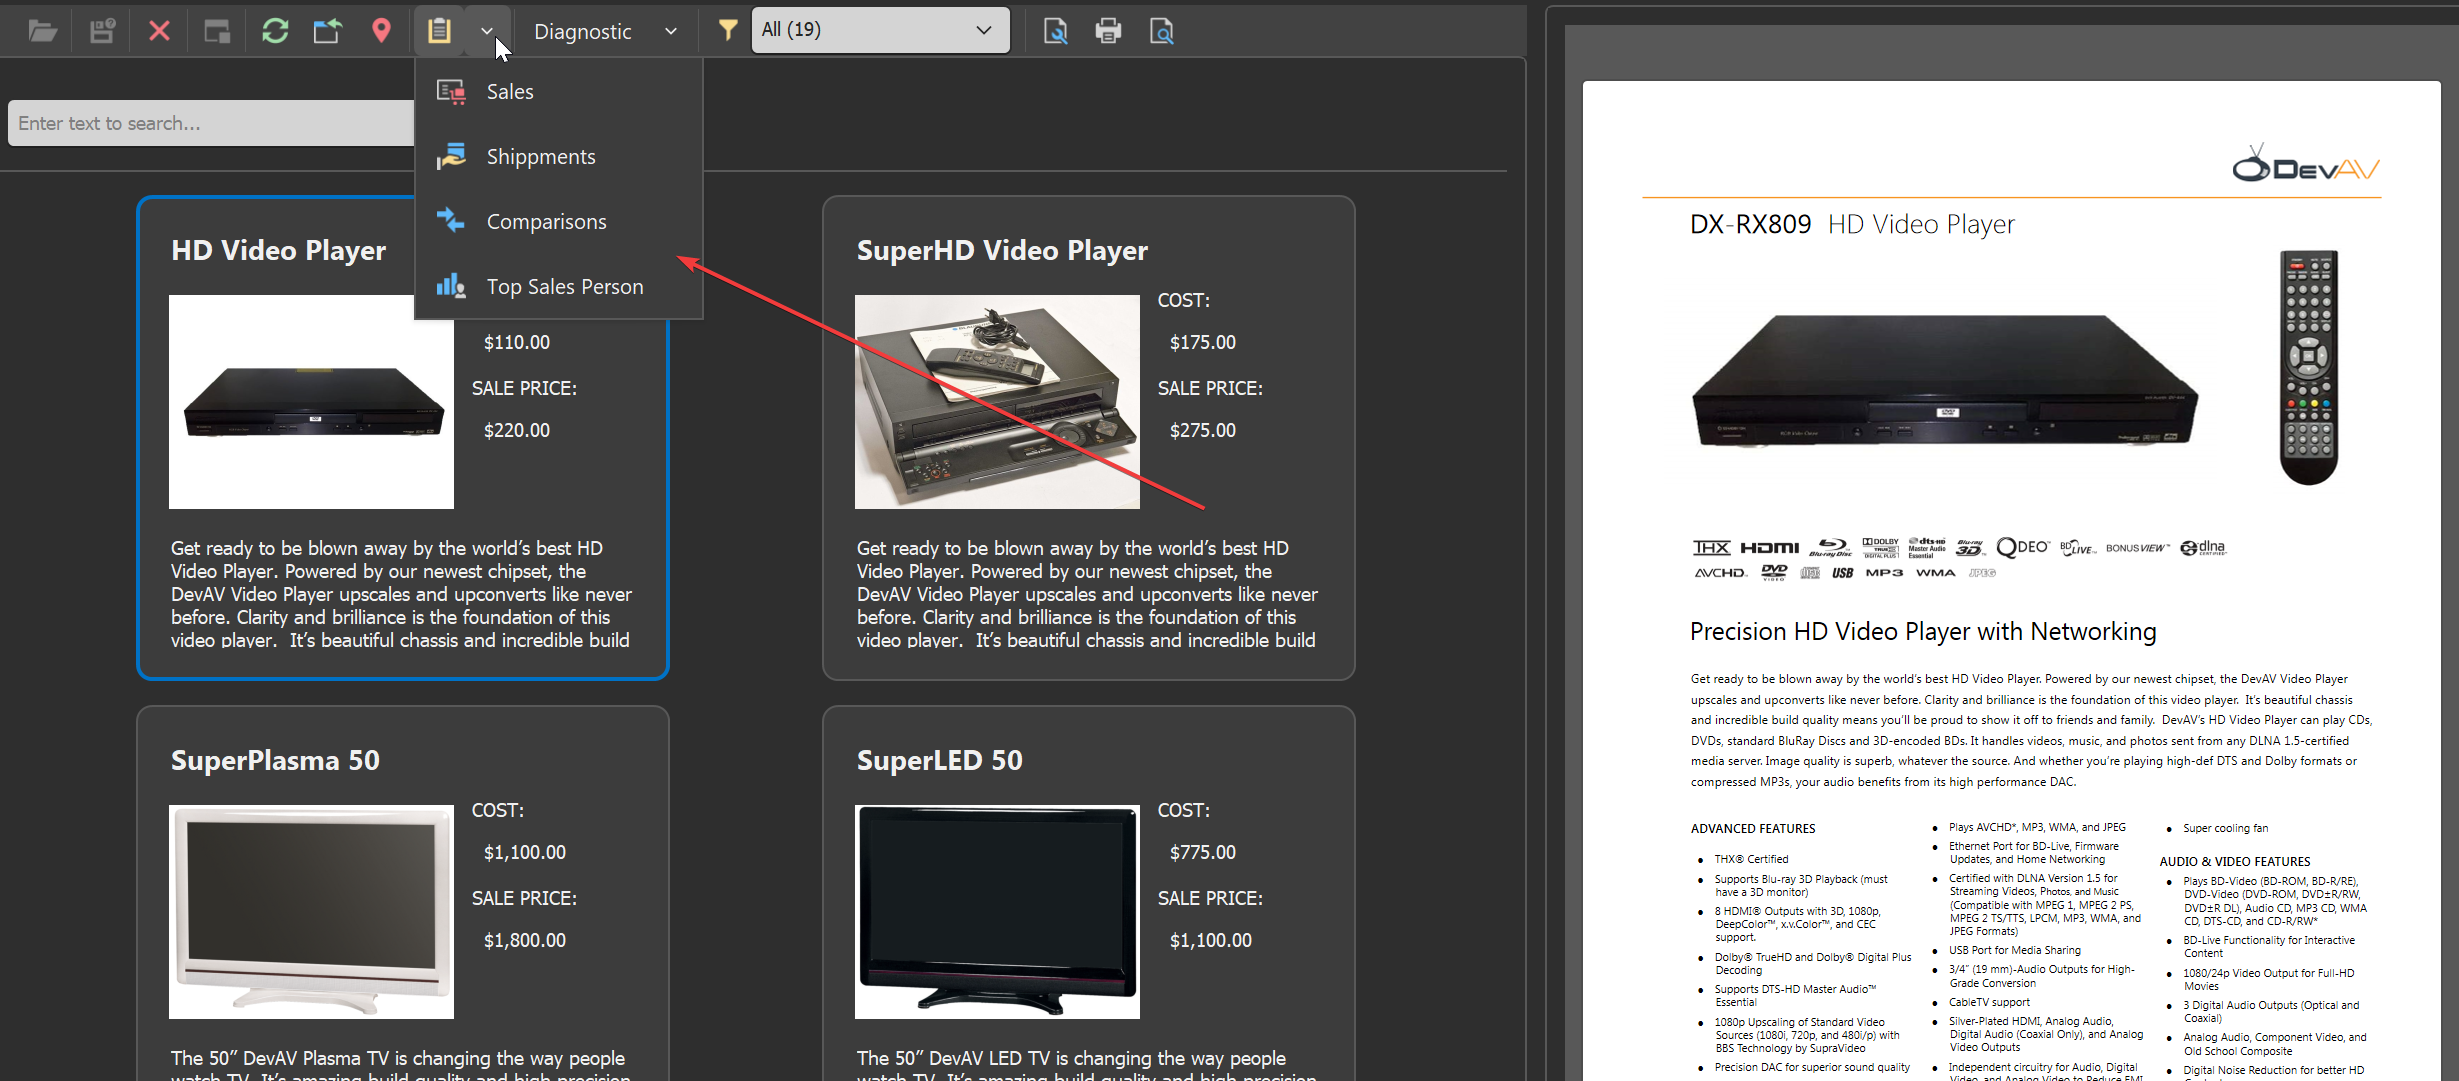 Diagnostic
All (19)
Enter text to search...
Sales
Shippments
Comparisons
Top Sales Person
HD Video Player
$110.00
SALE PRICE:
$220.00
Get ready to be blown away by the world's best HD
Video Player. Powered by our newest chipset, the
DevAV Video Player upscales and upconverts like never
before. Clarity and brilliance is the foundation of this
video player.  It's beautiful chassis and incredible build
SuperHD Video Player
COST:
$175.00
SALE PRICE:
$275.00
Get ready to be blown away by the world's best HD
Video Player. Powered by our newest chipset, the
DevAV Video Player upscales and upconverts like never
before. Clarity and brilliance is the foundation of this
video player.  It's beautiful chassis and incredible build
SuperPlasma 50
COST:
$1,100.00
SALE PRICE:
$1,800.00
The 50” DevAV Plasma TV is changing the way people
watch TV. It's amazing build quality and high precision
SuperLED 50
COST:
$775.00
SALE PRICE:
$1,100.00
The 50” DevAV LED TV is changing the way people
watch TV. It's amazing build quality and high precision
DevAV
DX-RX809 HD Video Player
THX HDMI Blu-ray Disc DOLBY TRUEHD dts-HD Master Audio Essential Blu-ray 3D QDEO BD LIVE BONUSVIEW dlna CERTIFIED
AVCHD DVD VIDEO USB MP3 WMA JPEG
Precision HD Video Player with Networking
Get ready to be blown away by the world's best HD Video Player. Powered by our newest chipset, the DevAV Video Player
upscales and upconverts like never before. Clarity and brilliance is the foundation of this video player.  It's beautiful chassis
and incredible build quality means you'll be proud to show it off to friends and family.  DevAV's HD Video Player can play CDs,
DVDs, standard BluRay Discs and 3D-encoded BDs. It handles videos, music, and photos sent from any DLNA 1.5-certified
media server. Image quality is superb, whatever the source. And whether you're playing high-def DTS and Dolby formats or
compressed MP3s, your audio benefits from its high performance DAC.
ADVANCED FEATURES
● THX® Certified
● Supports Blu-ray 3D Playback (must
have a 3D monitor)
● 8 HDMI® Outputs with 3D, 1080p,
DeepColor™, x.v.Color™, and CEC
support.
● Dolby® TrueHD and Dolby® Digital Plus
Decoding
● Supports DTS-HD Master Audio™
Essential
● 1080p Upscaling of Standard Video
Sources (1080i, 720p, and 480i/p) with
BBS Technology by SupraVideo
● Precision DAC for superior sound quality
● Plays AVCHD*, MP3, WMA, and JPEG
● Ethernet Port for BD-Live, Firmware
Updates, and Home Networking
● Certified with DLNA Version 1.5 for
Streaming Videos, Photos, and Music
(Compatible with MPEG 1, MPEG 2 PS,
MPEG 2 TS/TTS, LPCM, MP3, WMA, and
JPEG Formats)
● USB Port for Media Sharing
● 3/4” (19 mm)-Audio Outputs for High-
Grade Conversion
● CableTV support
● Silver-Plated HDMI, Analog Audio,
Digital Audio (Coaxial Only), and Analog
Video Outputs
● Independent circuitry for Audio, Digital
Video, and Analog Video to Reduce EMI
● Super cooling fan
AUDIO & VIDEO FEATURES
● Plays BD-Video (BD-ROM, BD-R/RE),
DVD-Video (DVD-ROM, DVD±R/RW,
DVD±R DL), Audio CD, MP3 CD, WMA
CD, DTS-CD, and CD-R/RW*
● BD-Live Functionality for Interactive
Content
● 1080/24p Video Output for Full-HD
Movies
● 3 Digital Audio Outputs (Optical and
Coaxial)
● Analog Audio, Component Video, and
Old School Composite
● Digital Noise Reduction for better HD